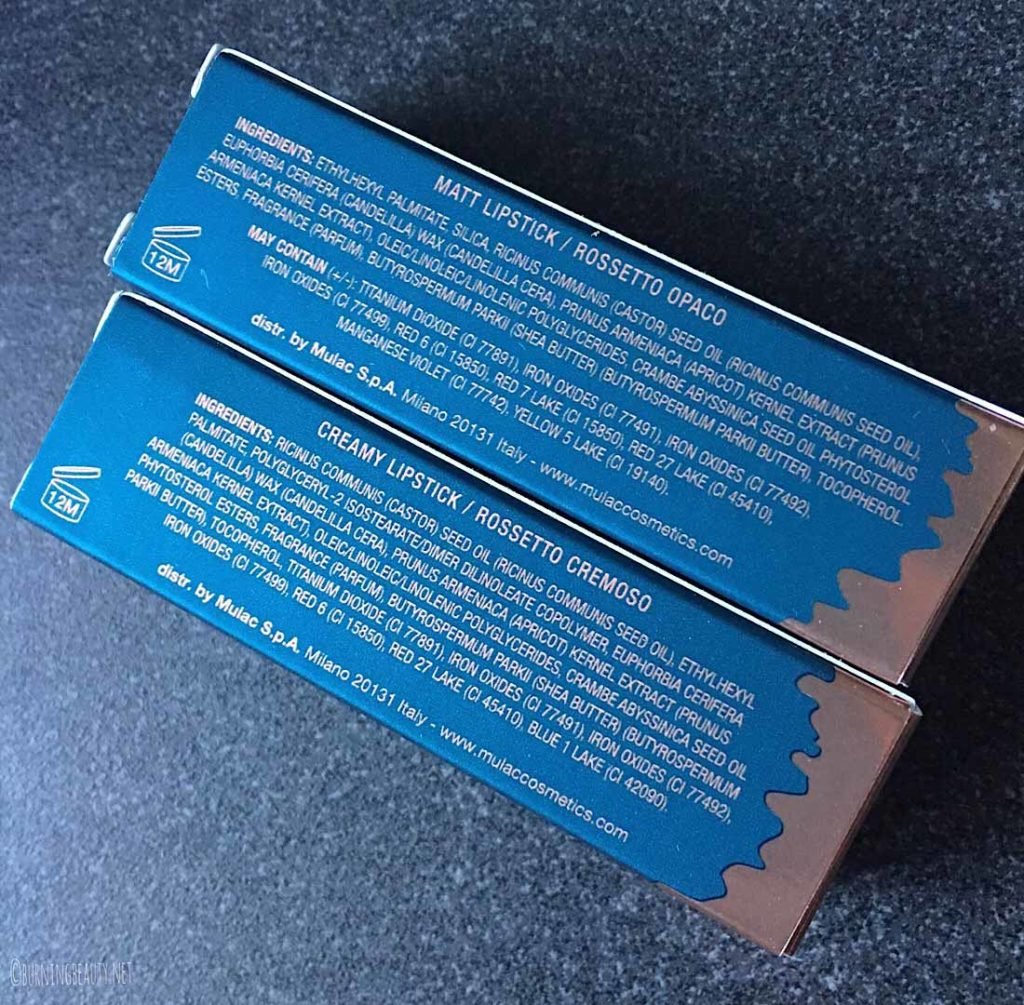 MATT LIPSTICK / ROSSETTO OPACO
INGREDIENTS: ETHYLHEXYL PALMITATE, SILICA, RICINUS COMMUNIS (CASTOR) SEED OIL (RICINUS COMMUNIS SEED OIL),
EUPHORBIA CERIFERA (CANDELILLA) WAX (CANDELILLA CERA), PRUNUS ARMENIACA (APRICOT) KERNEL EXTRACT (PRUNUS
ARMENIACA KERNEL EXTRACT), OLEIC/LINOLEIC/LINOLENIC POLYGLYCERIDES, CRAMBE ABYSSINICA SEED OIL PHYTOSTEROL
ESTERS, FRAGRANCE (PARFUM), BUTYROSPERMUM PARKII (SHEA BUTTER) (BUTYROSPERMUM PARKII BUTTER), TOCOPHEROL.
MAY CONTAIN (+/-): TITANIUM DIOXIDE (CI 77891), IRON OXIDES (CI 77491), IRON OXIDES (CI 77492),
IRON OXIDES (CI 77499), RED 6 (CI 15850), RED 7 LAKE (CI 15850), RED 27 LAKE (CI 45410),
MANGANESE VIOLET (CI 77742), YELLOW 5 LAKE (CI 19140).
distr. by Mulac S.p.A. Milano 20131 Italy - www.mulaccosmetics.com
12M
CREAMY LIPSTICK / ROSSETTO CREMOSO
INGREDIENTS: RICINUS COMMUNIS (CASTOR) SEED OIL (RICINUS COMMUNIS SEED OIL), ETHYLHEXYL
PALMITATE, POLYGLYCERYL-2 ISOSTEARATE/DIMER DILINOLEATE COPOLYMER, EUPHORBIA CERIFERA
(CANDELILLA) WAX (CANDELILLA CERA), PRUNUS ARMENIACA (APRICOT) KERNEL EXTRACT (PRUNUS
ARMENIACA KERNEL EXTRACT), OLEIC/LINOLEIC/LINOLENIC POLYGLYCERIDES, CRAMBE ABYSSINICA SEED OIL
PHYTOSTEROL ESTERS, FRAGRANCE (PARFUM), BUTYROSPERMUM PARKII (SHEA BUTTER) (BUTYROSPERMUM
PARKII BUTTER), TOCOPHEROL, TITANIUM DIOXIDE (CI 77891), IRON OXIDES (CI 77491), IRON OXIDES (CI 77492),
IRON OXIDES (CI 77499), RED 6 (CI 15850), RED 27 LAKE (CI 45410), BLUE 1 LAKE (CI 42090).
distr. by Mulac S.p.A. Milano 20131 Italy - www.mulaccosmetics.com
12M
©BURNINGBEAUTY.NET